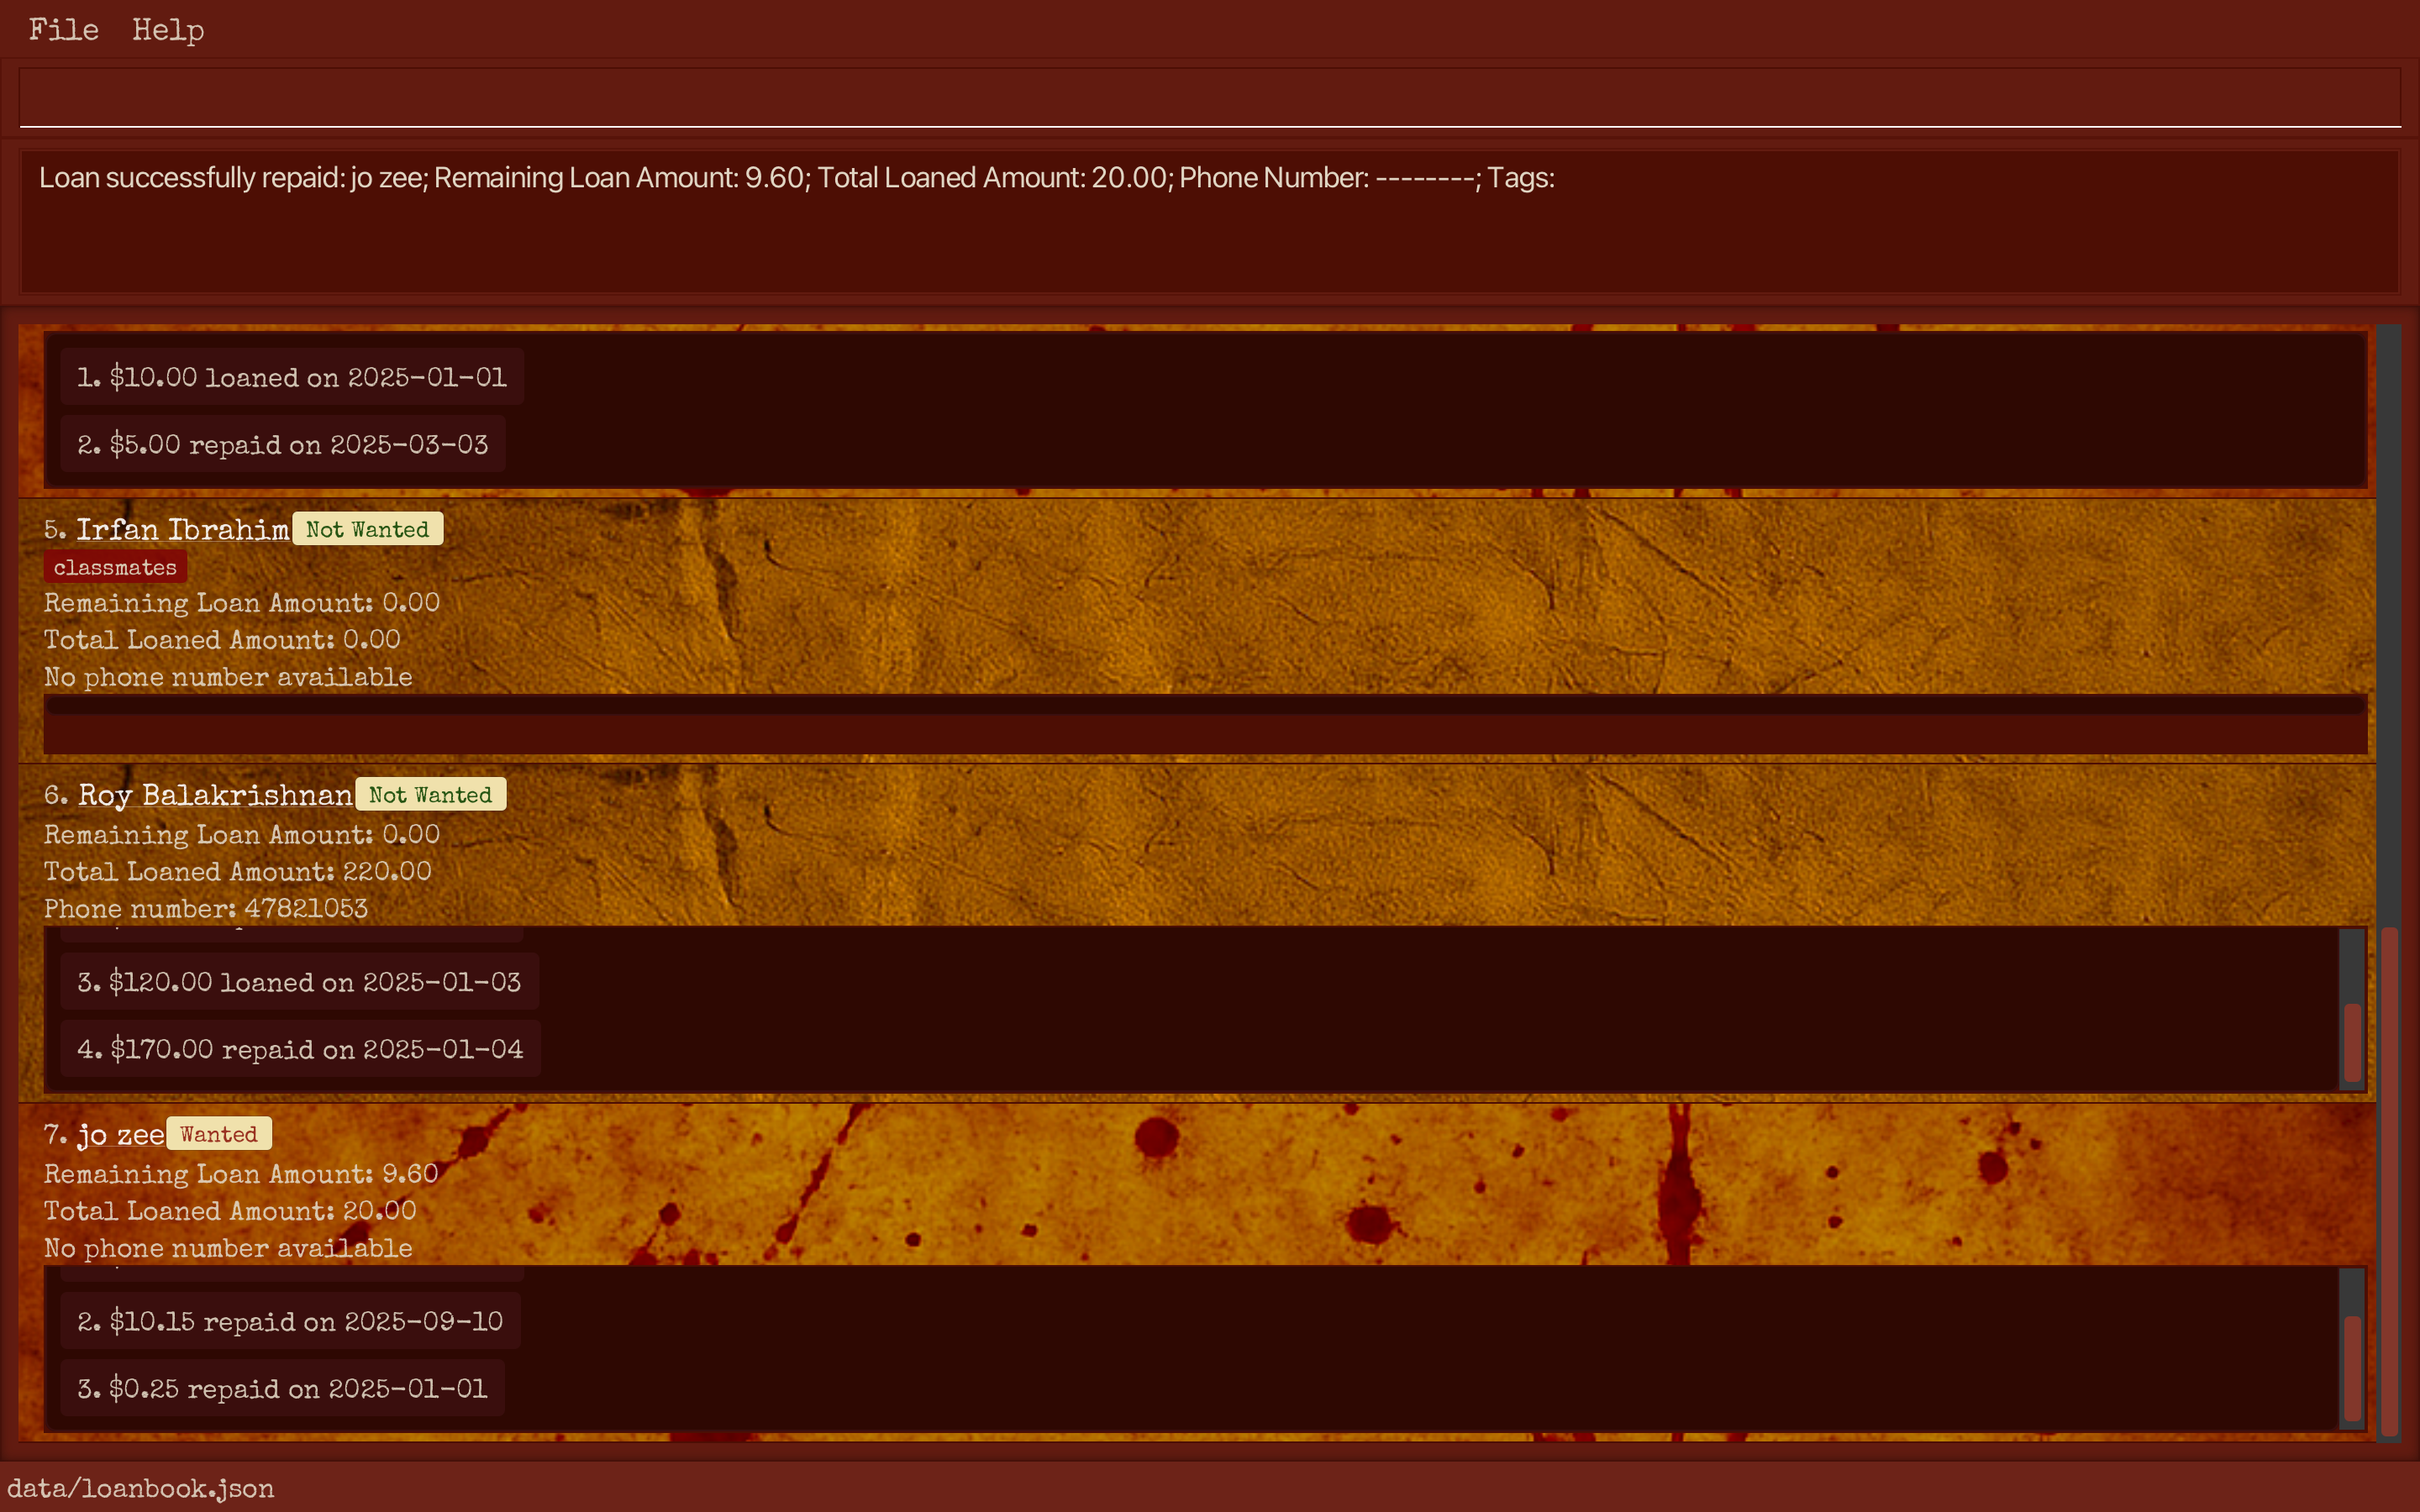 File Help
Loan successfully repaid: jo zee; Remaining Loan Amount: 9.60; Total Loaned Amount: 20.00; Phone Number: --------; Tags:
1. $10.00 loaned on 2025-01-01
2. $5.00 repaid on 2025-03-03
5. Irfan Ibrahim Not Wanted
classmates
Remaining Loan Amount: 0.00
Total Loaned Amount: 0.00
No phone number available
6. Roy Balakrishnan Not Wanted
Remaining Loan Amount: 0.00
Total Loaned Amount: 220.00
Phone number: 47821053
3. $120.00 loaned on 2025-01-03
4. $170.00 repaid on 2025-01-04
7. jo zee Wanted
Remaining Loan Amount: 9.60
Total Loaned Amount: 20.00
No phone number available
2. $10.15 repaid on 2025-09-10
3. $0.25 repaid on 2025-01-01
data/loanbook.json